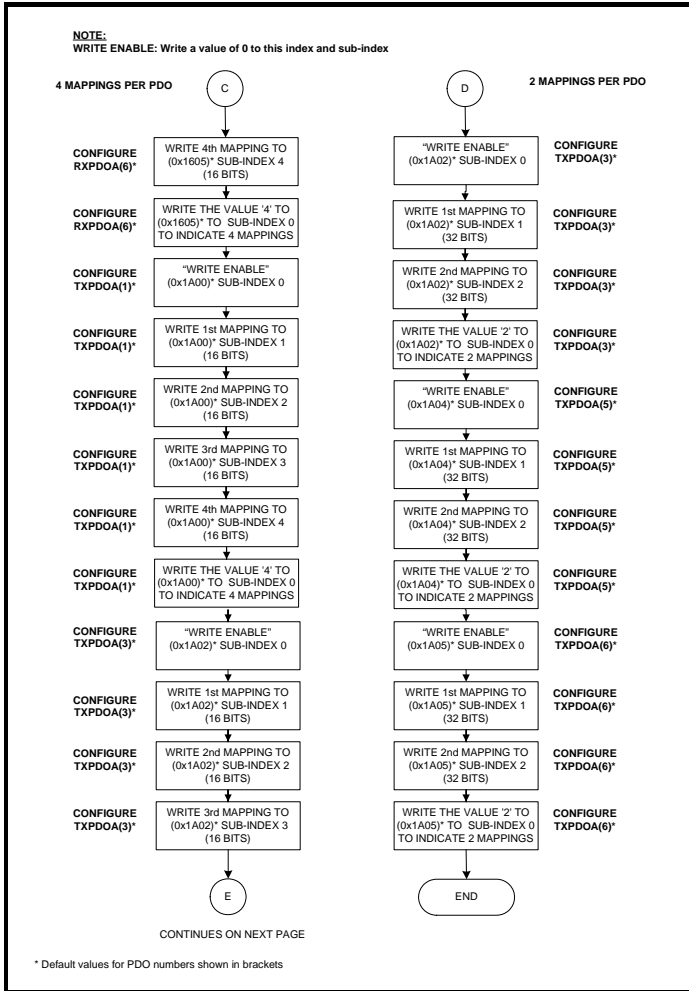 NOTE:
WRITE ENABLE: Write a value of 0 to this index and sub-index
4 MAPPINGS PER PDO
C
CONFIGURE
RXPDOA(6)*
WRITE 4th MAPPING TO
(0x1605)* SUB-INDEX 4
(16 BITS)
CONFIGURE
RXPDOA(6)*
WRITE THE VALUE '4' TO
(0x1605)* TO SUB-INDEX 0
TO INDICATE 4 MAPPINGS
CONFIGURE
TXPDOA(1)*
“WRITE ENABLE”
(0x1A00)* SUB-INDEX 0
CONFIGURE
TXPDOA(1)*
WRITE 1st MAPPING TO
(0x1A00)* SUB-INDEX 1
(16 BITS)
CONFIGURE
TXPDOA(1)*
WRITE 2nd MAPPING TO
(0x1A00)* SUB-INDEX 2
(16 BITS)
CONFIGURE
TXPDOA(1)*
WRITE 3rd MAPPING TO
(0x1A00)* SUB-INDEX 3
(16 BITS)
CONFIGURE
TXPDOA(1)*
WRITE 4th MAPPING TO
(0x1A00)* SUB-INDEX 4
(16 BITS)
CONFIGURE
TXPDOA(1)*
WRITE THE VALUE '4' TO
(0x1A00)* TO SUB-INDEX 0
TO INDICATE 4 MAPPINGS
CONFIGURE
TXPDOA(3)*
“WRITE ENABLE”
(0x1A02)* SUB-INDEX 0
CONFIGURE
TXPDOA(3)*
WRITE 1st MAPPING TO
(0x1A02)* SUB-INDEX 1
(16 BITS)
CONFIGURE
TXPDOA(3)*
WRITE 2nd MAPPING TO
(0x1A02)* SUB-INDEX 2
(16 BITS)
CONFIGURE
TXPDOA(3)*
WRITE 3rd MAPPING TO
(0x1A02)* SUB-INDEX 3
(16 BITS)
E
CONTINUES ON NEXT PAGE
D
2 MAPPINGS PER PDO
“WRITE ENABLE”
(0x1A02)* SUB-INDEX 0
CONFIGURE
TXPDOA(3)*
WRITE 1st MAPPING TO
(0x1A02)* SUB-INDEX 1
(32 BITS)
CONFIGURE
TXPDOA(3)*
WRITE 2nd MAPPING TO
(0x1A02)* SUB-INDEX 2
(32 BITS)
CONFIGURE
TXPDOA(3)*
WRITE THE VALUE '2' TO
(0x1A02)* TO SUB-INDEX 0
TO INDICATE 2 MAPPINGS
CONFIGURE
TXPDOA(3)*
“WRITE ENABLE”
(0x1A04)* SUB-INDEX 0
CONFIGURE
TXPDOA(5)*
WRITE 1st MAPPING TO
(0x1A04)* SUB-INDEX 1
(32 BITS)
CONFIGURE
TXPDOA(5)*
WRITE 2nd MAPPING TO
(0x1A04)* SUB-INDEX 2
(32 BITS)
CONFIGURE
TXPDOA(5)*
WRITE THE VALUE '2' TO
(0x1A04)* TO SUB-INDEX 0
TO INDICATE 2 MAPPINGS
CONFIGURE
TXPDOA(5)*
“WRITE ENABLE”
(0x1A05)* SUB-INDEX 0
CONFIGURE
TXPDOA(6)*
WRITE 1st MAPPING TO
(0x1A05)* SUB-INDEX 1
(32 BITS)
CONFIGURE
TXPDOA(6)*
WRITE 2nd MAPPING TO
(0x1A05)* SUB-INDEX 2
(32 BITS)
CONFIGURE
TXPDOA(6)*
WRITE THE VALUE '2' TO
(0x1A05)* TO SUB-INDEX 0
TO INDICATE 2 MAPPINGS
CONFIGURE
TXPDOA(6)*
END
* Default values for PDO numbers shown in brackets